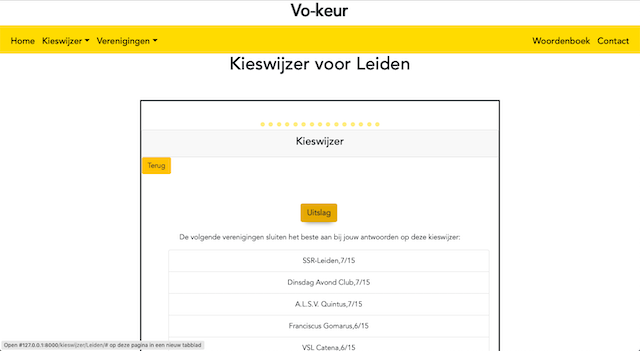 Vo-keur
Home Kieswijzer Verenigingen Woordenboek Contact
Kieswijzer voor Leiden
Kieswijzer
Terug
Uitslag
De volgende verenigingen sluiten het beste aan bij jouw antwoorden op deze kieswijzer:
SSR-Leiden,7/15
Dinsdag Avond Club,7/15
A.L.S.V. Quintus,7/15
Franciscus Gomarus,6/15
VSL Catena,6/15
Open #127.0.0.1:8000/kieswijzer/Leiden/# op deze pagina in een nieuw tabblad